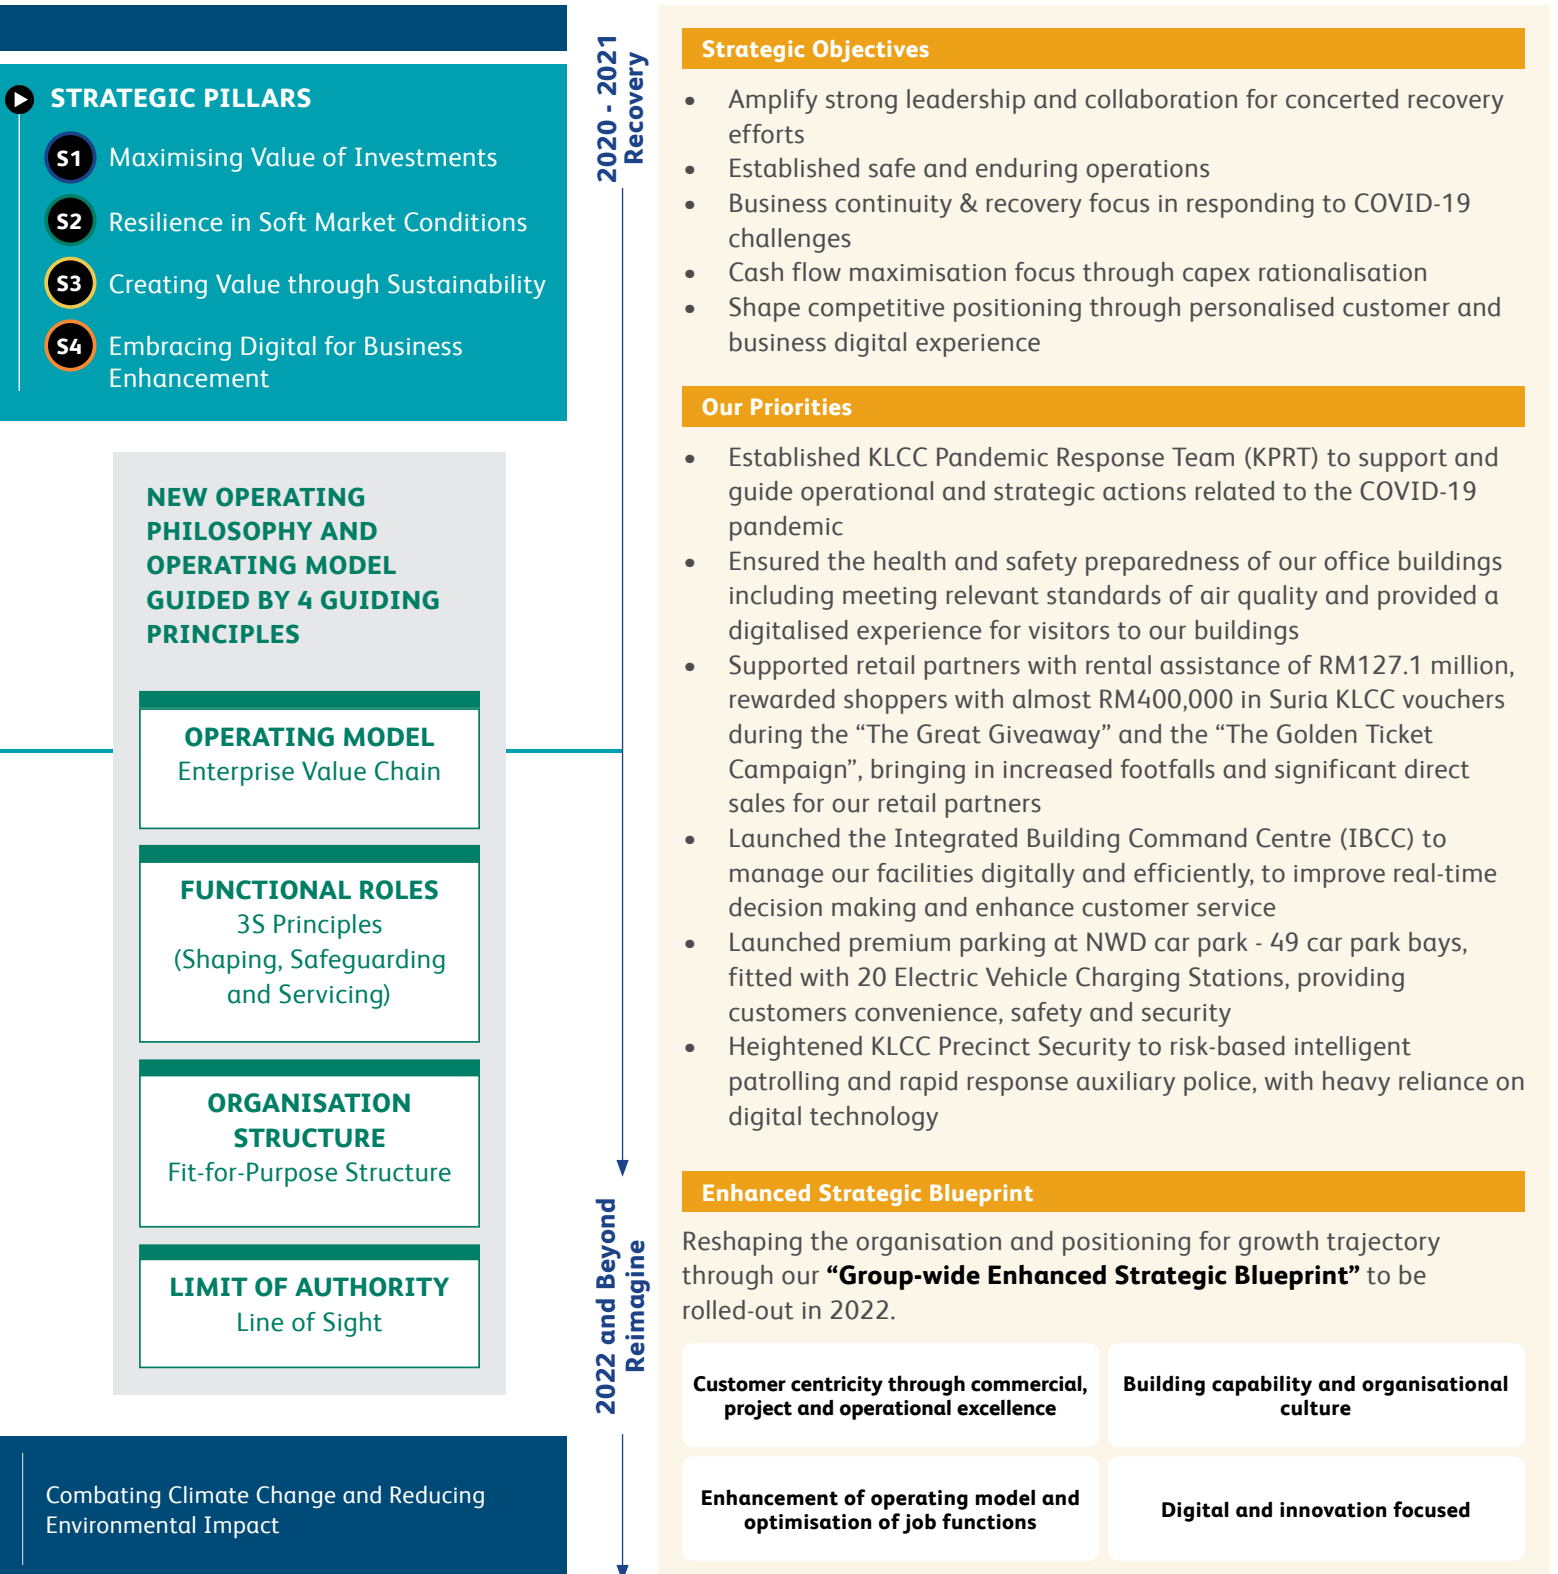 STRATEGIC PILLARS
S1 Maximising Value of Investments
S2 Resilience in Soft Market Conditions
S3 Creating Value through Sustainability
S4 Embracing Digital for Business
Enhancement
NEW OPERATING
PHILOSOPHY AND
OPERATING MODEL
GUIDED BY 4 GUIDING
PRINCIPLES
OPERATING MODEL
Enterprise Value Chain
FUNCTIONAL ROLES
3S Principles
(Shaping, Safeguarding
and Servicing)
ORGANISATION
STRUCTURE
Fit-for-Purpose Structure
LIMIT OF AUTHORITY
Line of Sight
Combating Climate Change and Reducing
Environmental Impact
2020 - 2021
Recovery
2022 and Beyond
Reimagine
Strategic Objectives
• Amplify strong leadership and collaboration for concerted recovery
efforts
• Established safe and enduring operations
• Business continuity & recovery focus in responding to COVID-19
challenges
• Cash flow maximisation focus through capex rationalisation
• Shape competitive positioning through personalised customer and
business digital experience
Our Priorities
• Established KLCC Pandemic Response Team (KPRT) to support and
guide operational and strategic actions related to the COVID-19
pandemic
• Ensured the health and safety preparedness of our office buildings
including meeting relevant standards of air quality and provided a
digitalised experience for visitors to our buildings
• Supported retail partners with rental assistance of RM127.1 million,
rewarded shoppers with almost RM400,000 in Suria KLCC vouchers
during the “The Great Giveaway” and the “The Golden Ticket
Campaign”, bringing in increased footfalls and significant direct
sales for our retail partners
• Launched the Integrated Building Command Centre (IBCC) to
manage our facilities digitally and efficiently, to improve real-time
decision making and enhance customer service
• Launched premium parking at NWD car park - 49 car park bays,
fitted with 20 Electric Vehicle Charging Stations, providing
customers convenience, safety and security
• Heightened KLCC Precinct Security to risk-based intelligent
patrolling and rapid response auxiliary police, with heavy reliance on
digital technology
Enhanced Strategic Blueprint
Reshaping the organisation and positioning for growth trajectory
through our “Group-wide Enhanced Strategic Blueprint” to be
rolled-out in 2022.
Customer centricity through commercial,
project and operational excellence
Building capability and organisational
culture
Enhancement of operating model and
optimisation of job functions
Digital and innovation focused